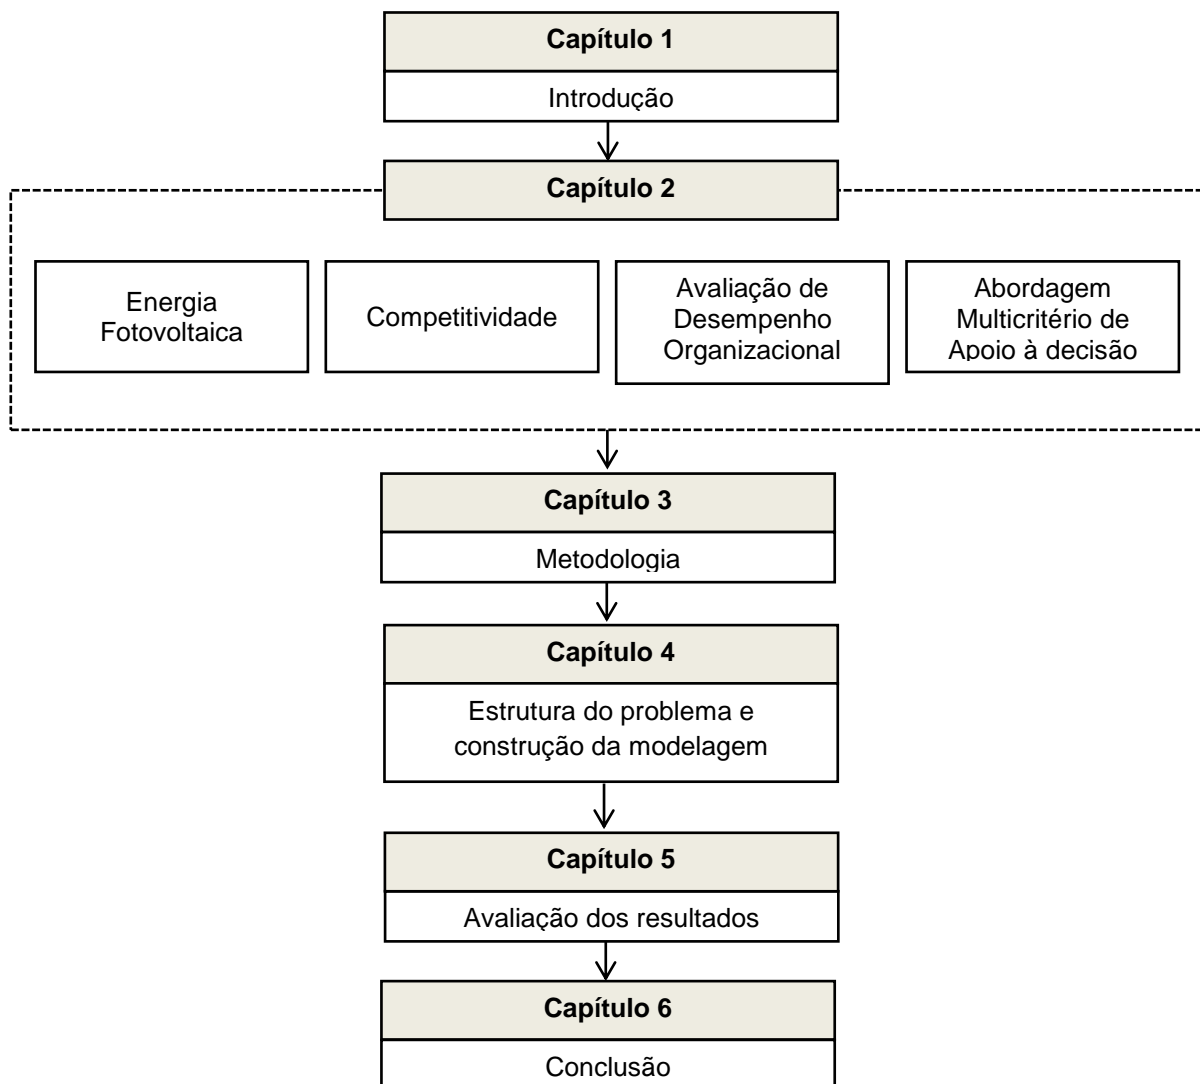 Capítulo 1
Introdução
Capítulo 2
Energia
Fotovoltaica
Competitividade
Avaliação de
Desempenho
Organizacional
Abordagem
Multicritério de
Apoio à decisão
Capítulo 3
Metodologia
Capítulo 4
Estrutura do problema e
construção da modelagem
Capítulo 5
Avaliação dos resultados
Capítulo 6
Conclusão